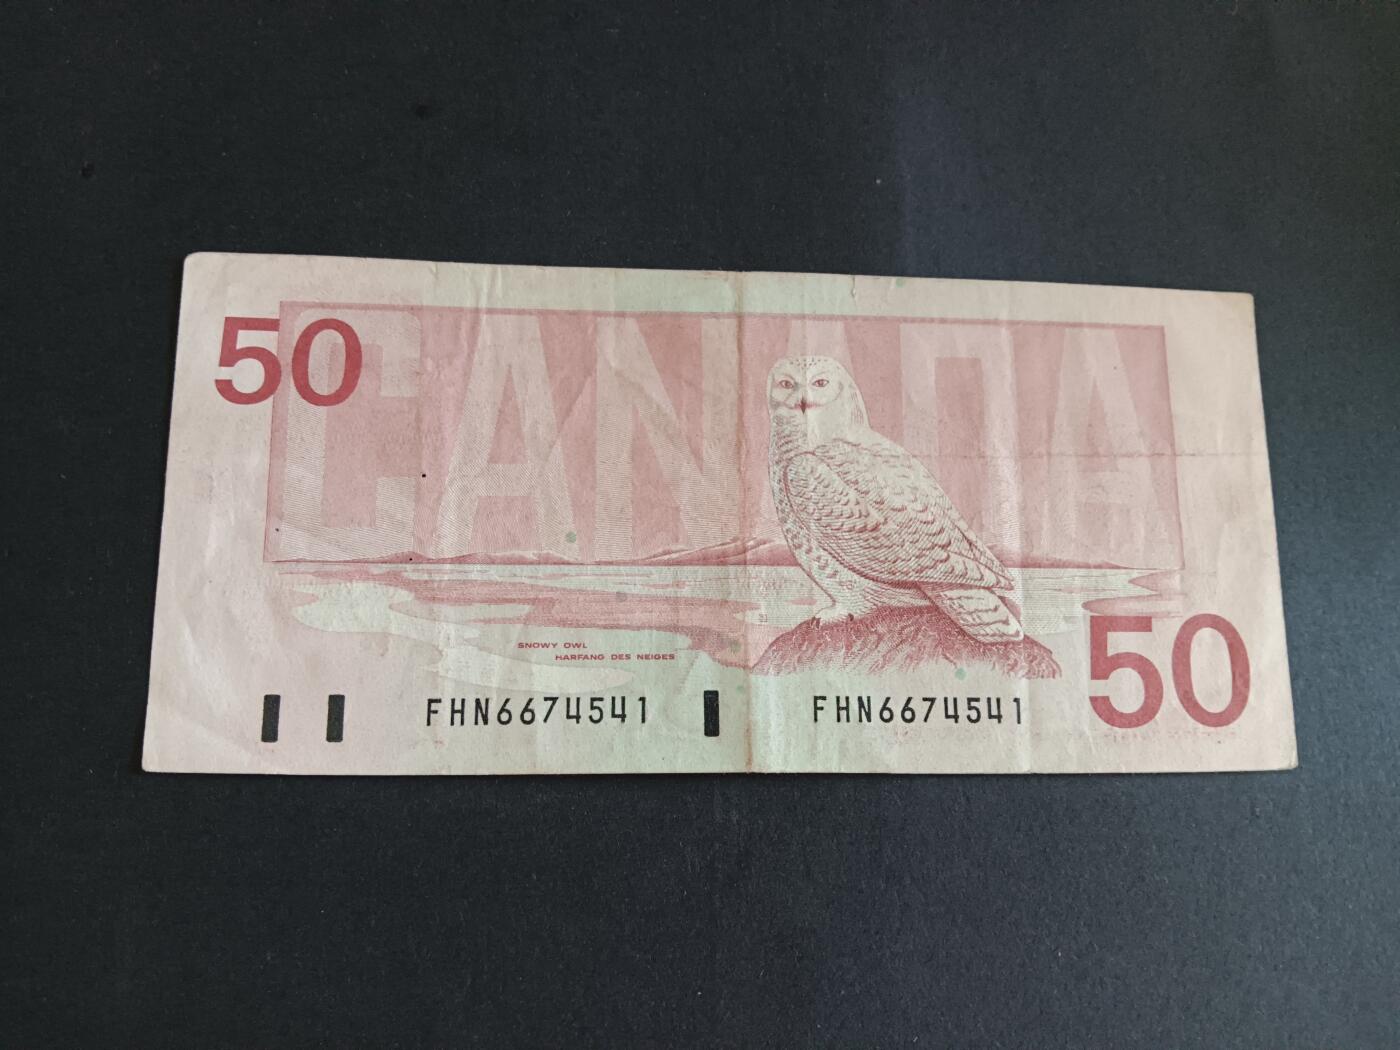 50
CANADA
SNOWY OWL
HARFANG DES NEIGES
50
FHN6674541 FHN6674541